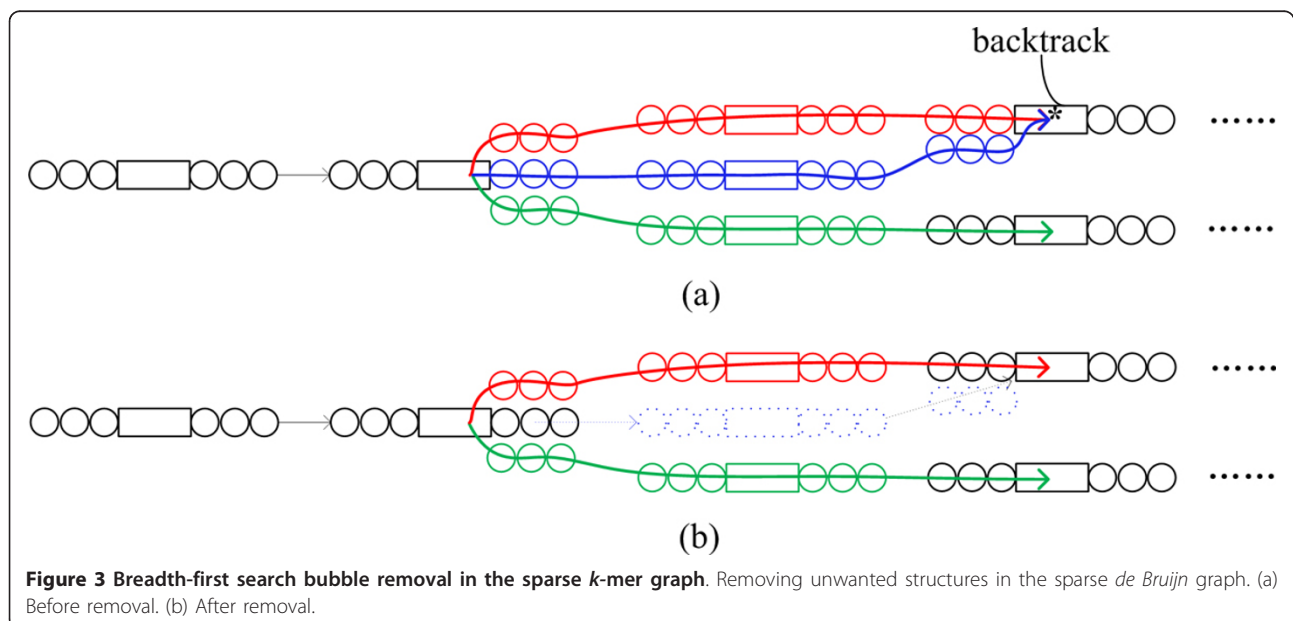 backtrack
*
......
......
(a)
......
......
(b)
Figure 3 Breadth-first search bubble removal in the sparse k-mer graph. Removing unwanted structures in the sparse de Bruijn graph. (a)
Before removal. (b) After removal.